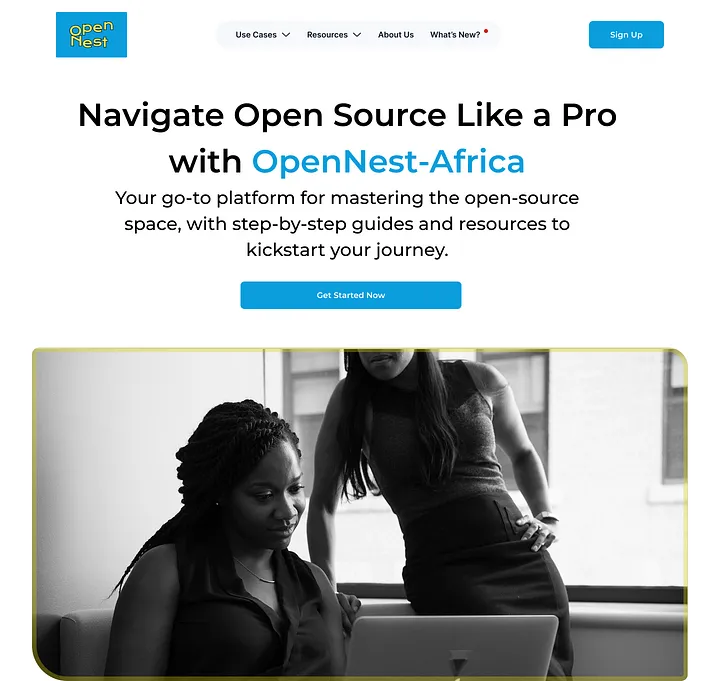 Open
Nest
Use Cases
Resources
About Us
What's New?
Sign Up
Navigate Open Source Like a Pro
with OpenNest-Africa
Your go-to platform for mastering the open-source
space, with step-by-step guides and resources to
kickstart your journey.
Get Started Now